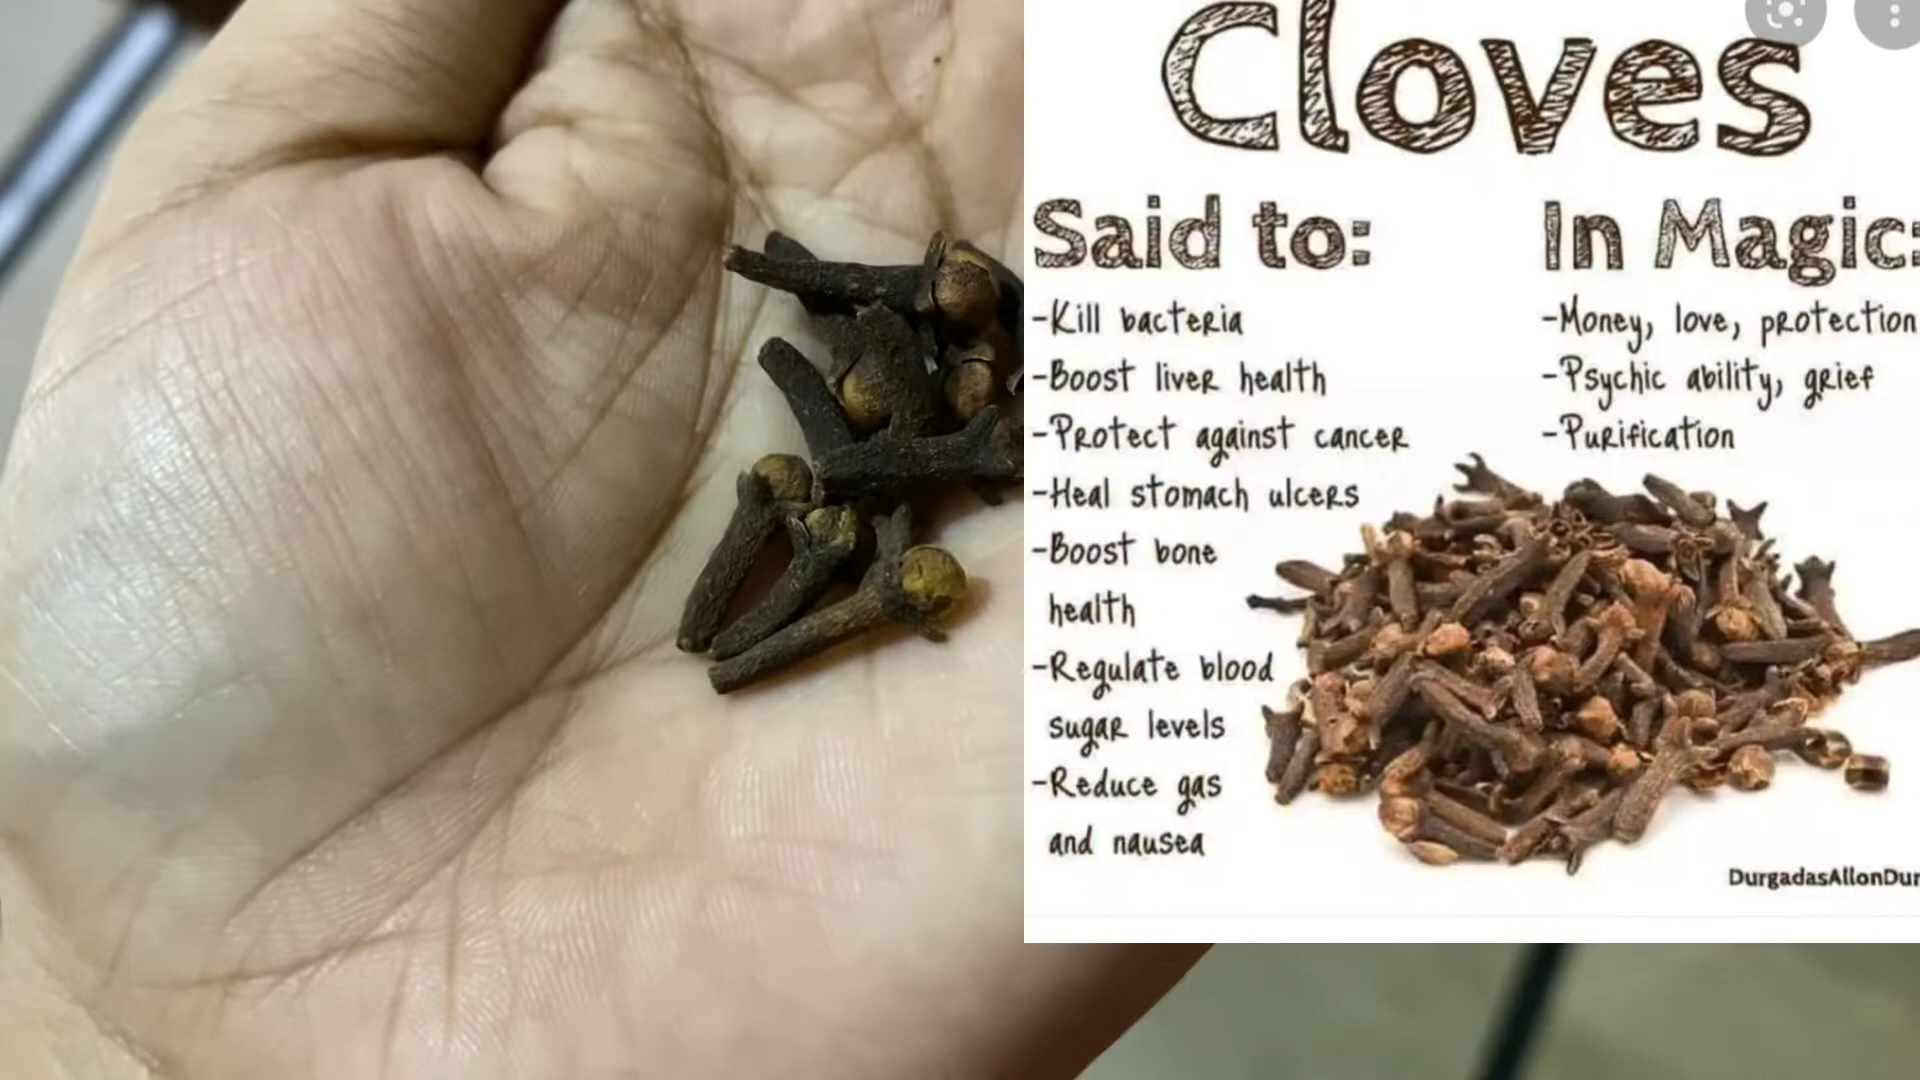 Cloves
Said to:
-Kill bacteria
-Boost liver health
-Protect against cancer
-Heal stomach ulcers
-Boost bone
health
-Regulate blood
sugar levels
-Reduce gas
and nausea
In Magic:
-Money, love, protection
-Psychic ability, grief
-Purification
DurgadasAllonDur